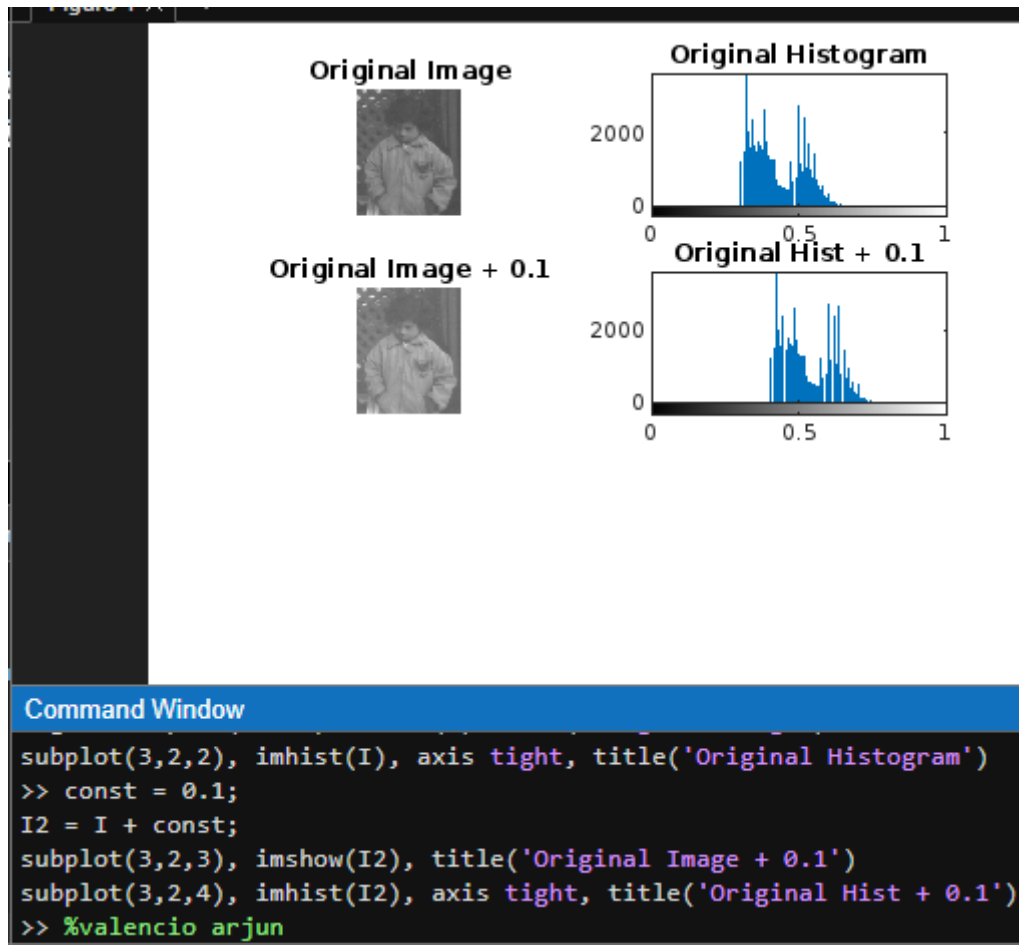 Original Image
Original Histogram
2000
0
0 0.5 1
Original Image + 0.1
Original Hist + 0.1
2000
0
0 0.5 1
Command Window
subplot(3,2,2), imhist(I), axis tight, title('Original Histogram')
>> const = 0.1;
I2 = I + const;
subplot(3,2,3), imshow(I2), title('Original Image + 0.1')
subplot(3,2,4), imhist(I2), axis tight, title('Original Hist + 0.1')
>> %valencio arjun